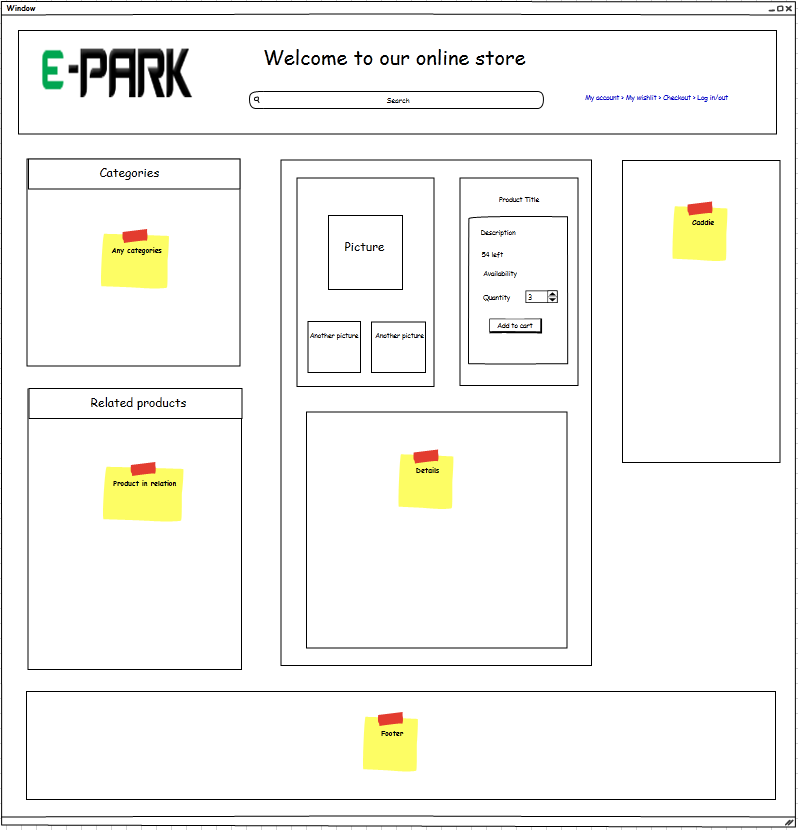 Window
E-PARK
Welcome to our online store
Search
My account > My wishlit > Checkout > Log in/out
Categories
Any categories
Related products
Product in relation
Picture
Another picture
Another picture
Product Title
Description
54 left
Availability
Quantity 3
Add to cart
Details
Caddie
Footer